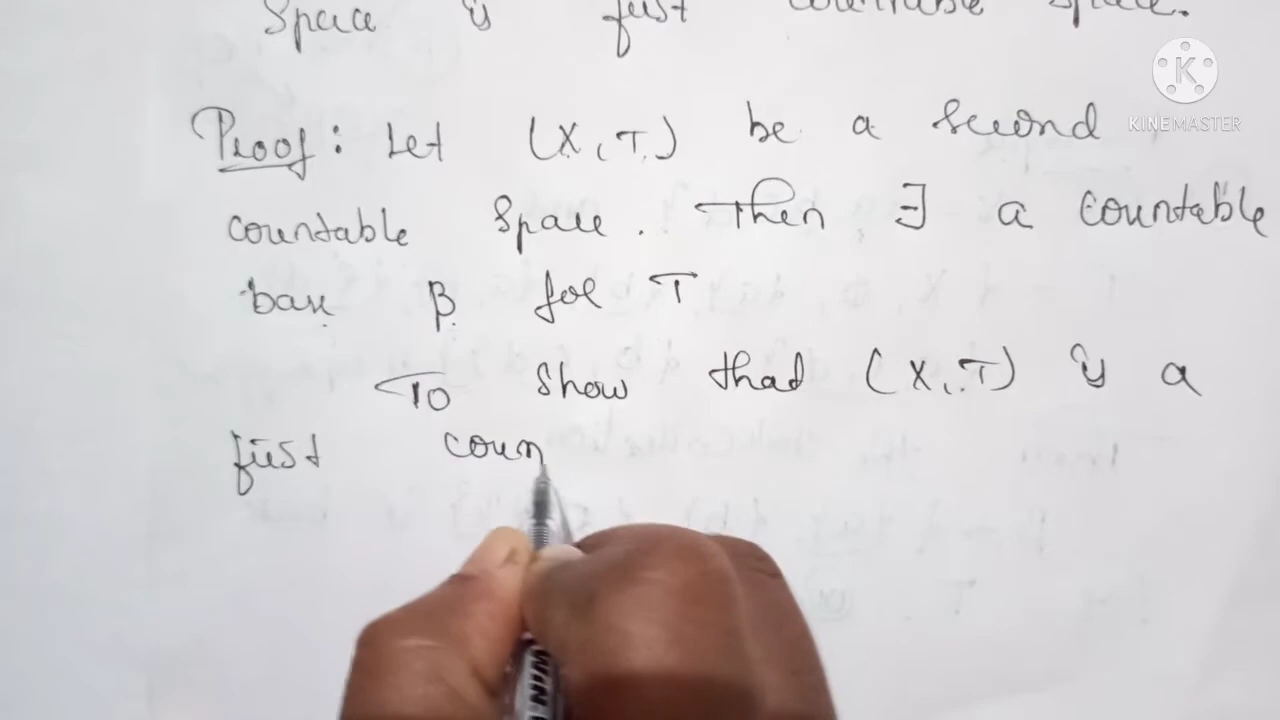 Space is first countable space.
K
KINEMASTER
Proof: Let (X, T) be a second
countable space. Then ∃ a countable
base β for T
To show that (X, T) is a
first coun
WIN